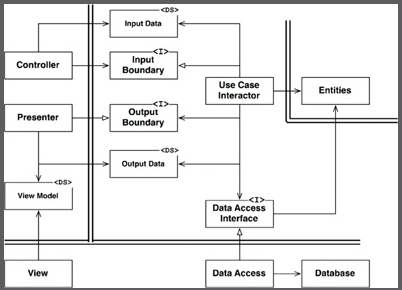 <DS>
Input Data
<I>
Controller
Input
Boundary
Use Case
Interactor
Entities
<I>
Presenter
Output
Boundary
<DS>
Output Data
<DS>
View Model
<I>
Data Access
Interface
View
Data Access
Database